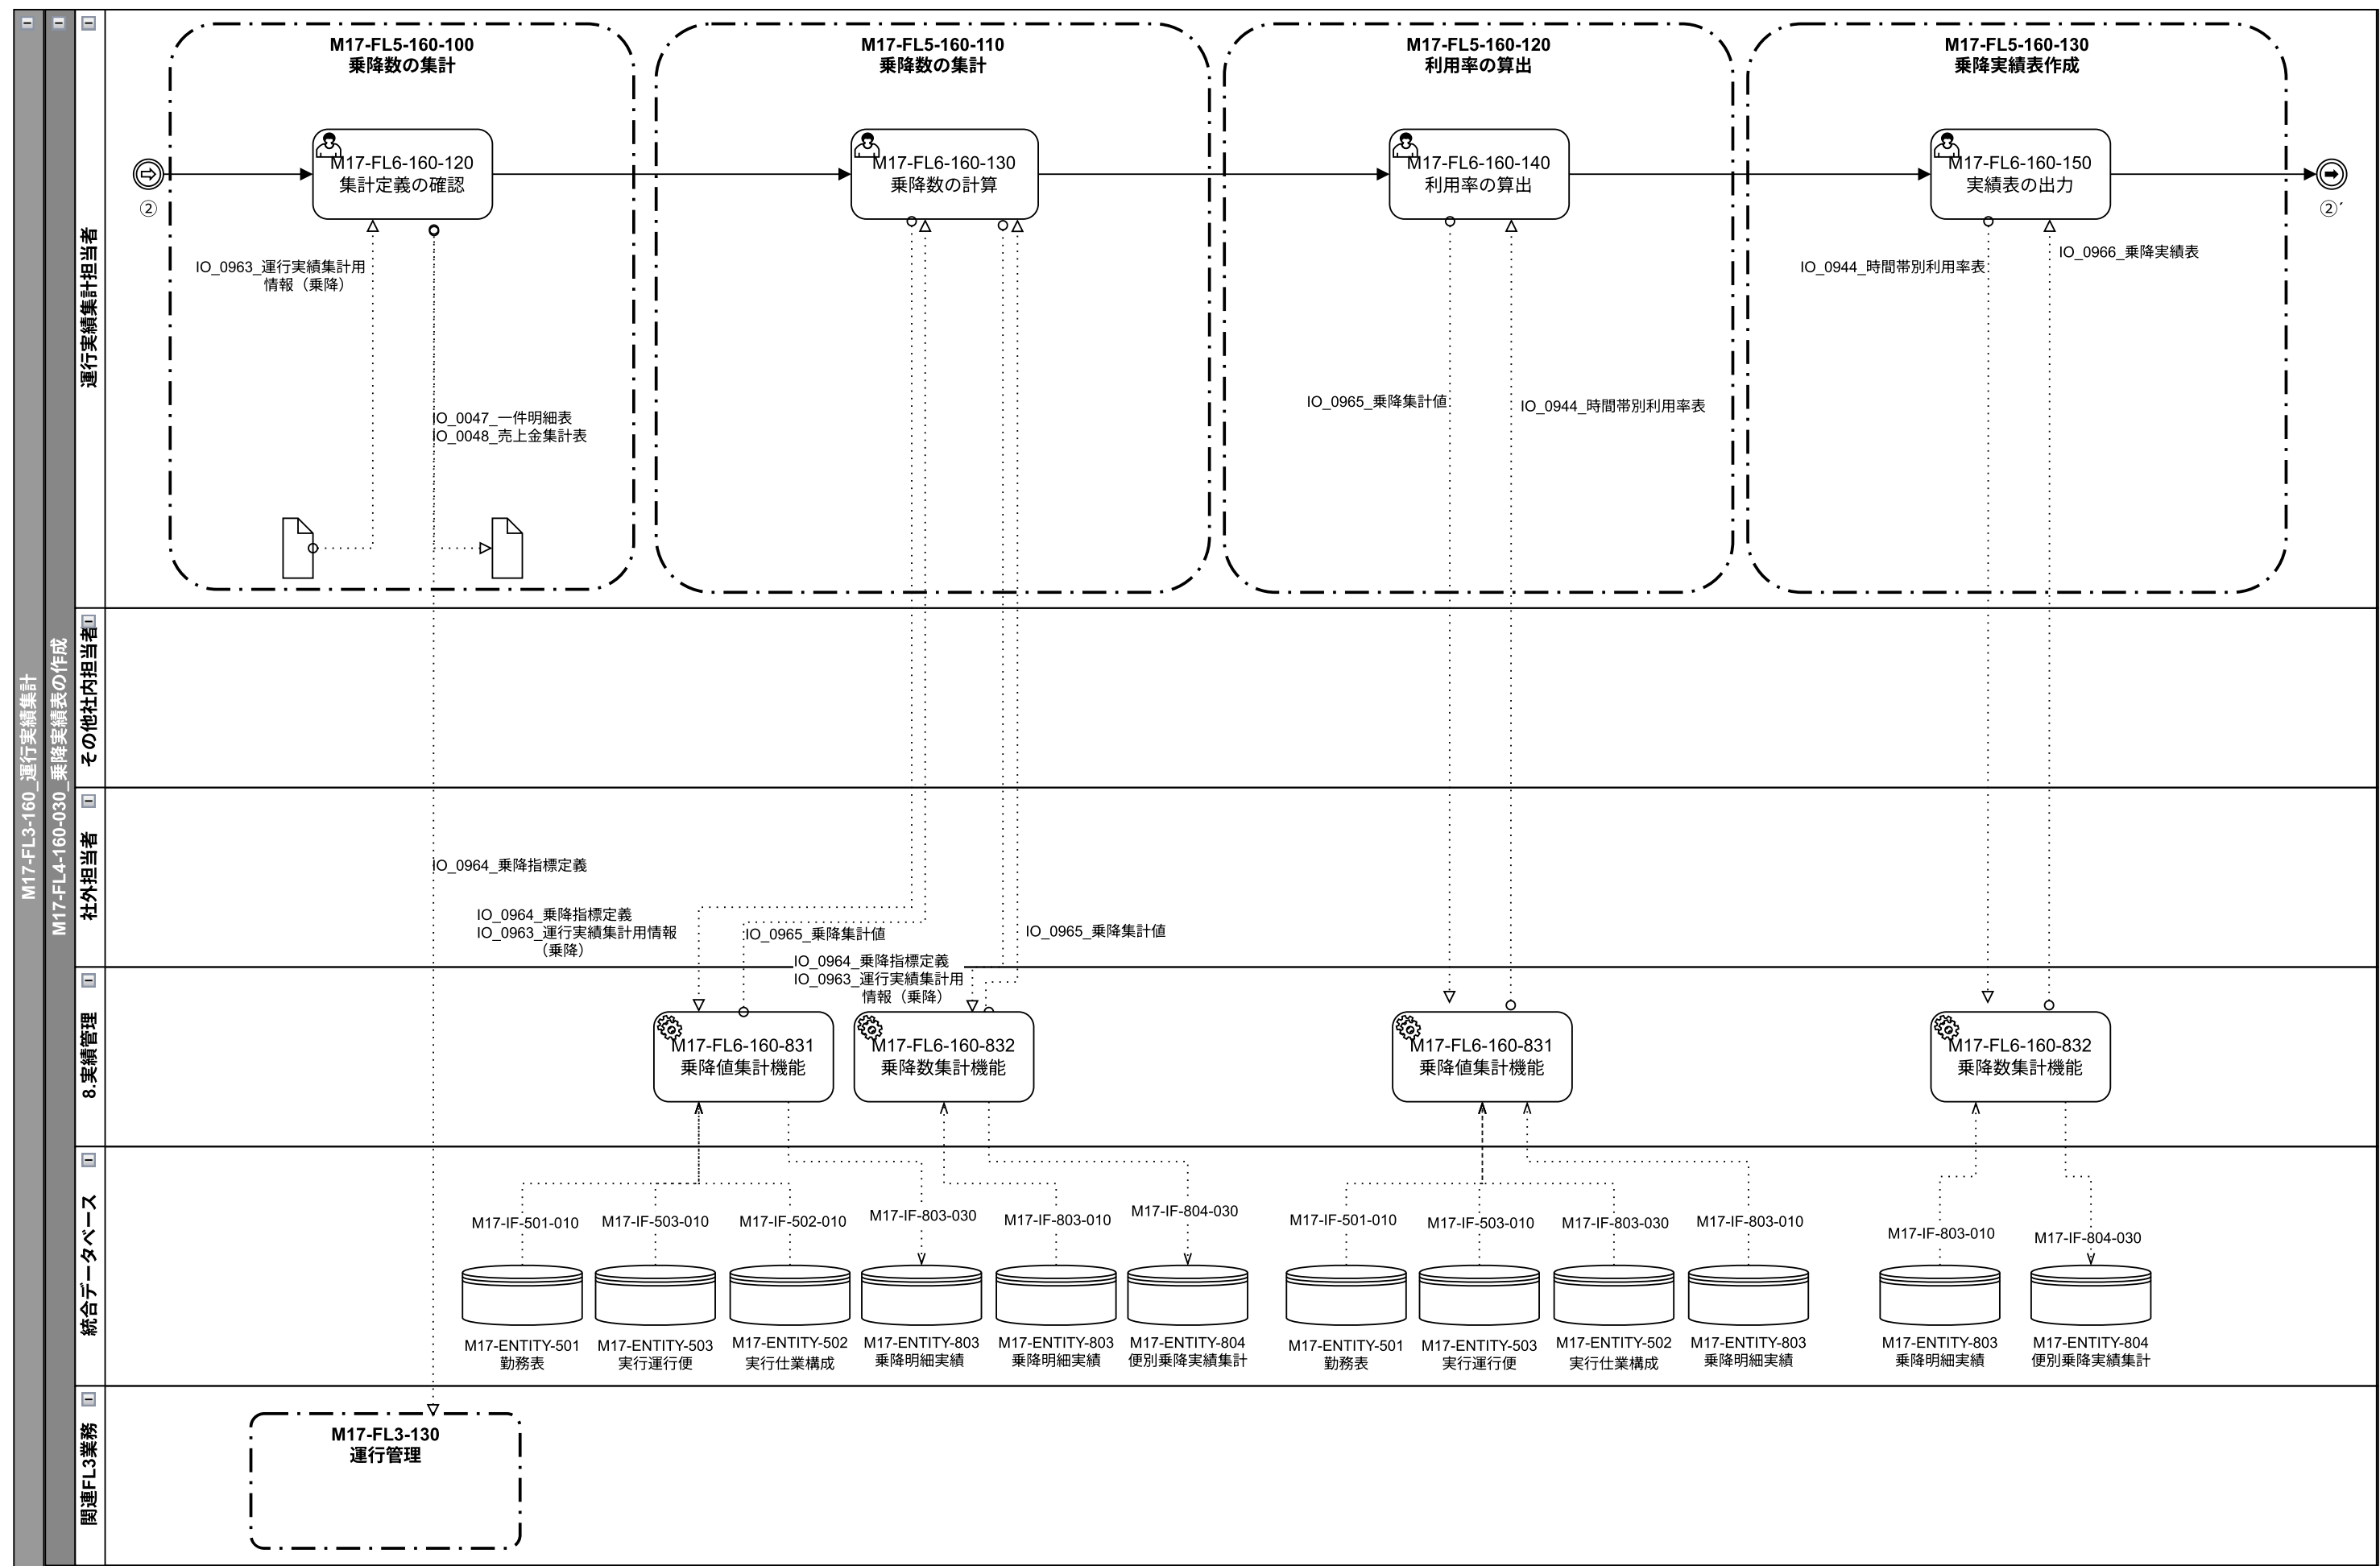 M17-FL3-160_運行実績集計
M17-FL4-160-030_乗降実績表の作成
運行実績集計担当者
M17-FL5-160-100
乗降数の集計
M17-FL5-160-110
乗降数の集計
M17-FL5-160-120
利用率の算出
M17-FL5-160-130
乗降実績表作成
②
M17-FL6-160-120
集計定義の確認
M17-FL6-160-130
乗降数の計算
M17-FL6-160-140
利用率の算出
M17-FL6-160-150
実績表の出力
②´
IO_0963_運行実績集計用
情報（乗降）
IO_0047_一件明細表
IO_0048_売上金集計表
IO_0965_乗降集計値
IO_0944_時間帯別利用率表
IO_0944_時間帯別利用率表
IO_0966_乗降実績表
その他社内担当者
社外担当者
IO_0964_乗降指標定義
IO_0964_乗降指標定義
IO_0963_運行実績集計用情報
（乗降）
IO_0965_乗降集計値
IO_0964_乗降指標定義
IO_0963_運行実績集計用
情報（乗降）
IO_0965_乗降集計値
8.実績管理
M17-FL6-160-831
乗降値集計機能
M17-FL6-160-832
乗降数集計機能
M17-FL6-160-831
乗降値集計機能
M17-FL6-160-832
乗降数集計機能
統合データベース
M17-IF-501-010
M17-IF-503-010
M17-IF-502-010
M17-IF-803-030
M17-IF-803-010
M17-IF-804-030
M17-IF-501-010
M17-IF-503-010
M17-IF-803-030
M17-IF-803-010
M17-IF-803-010
M17-IF-804-030
M17-ENTITY-501
勤務表
M17-ENTITY-503
実行運行便
M17-ENTITY-502
実行仕業構成
M17-ENTITY-803
乗降明細実績
M17-ENTITY-803
乗降明細実績
M17-ENTITY-804
便別乗降実績集計
M17-ENTITY-501
勤務表
M17-ENTITY-503
実行運行便
M17-ENTITY-502
実行仕業構成
M17-ENTITY-803
乗降明細実績
M17-ENTITY-803
乗降明細実績
M17-ENTITY-804
便別乗降実績集計
関連FL3業務
M17-FL3-130
運行管理